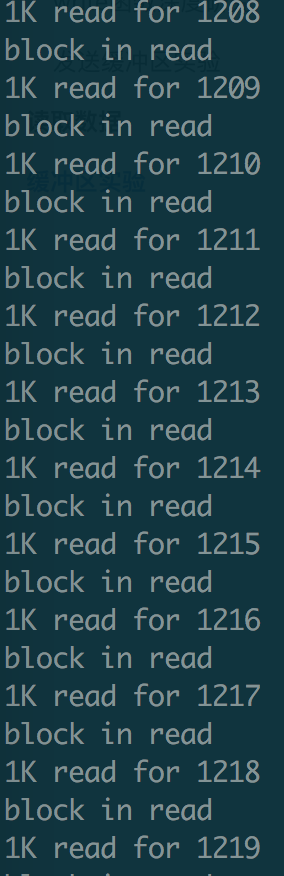 1K read for 1208
block in read
1K read for 1209
block in read
1K read for 1210
block in read
1K read for 1211
block in read
1K read for 1212
block in read
1K read for 1213
block in read
1K read for 1214
block in read
1K read for 1215
block in read
1K read for 1216
block in read
1K read for 1217
block in read
1K read for 1218
block in read
1K read for 1219